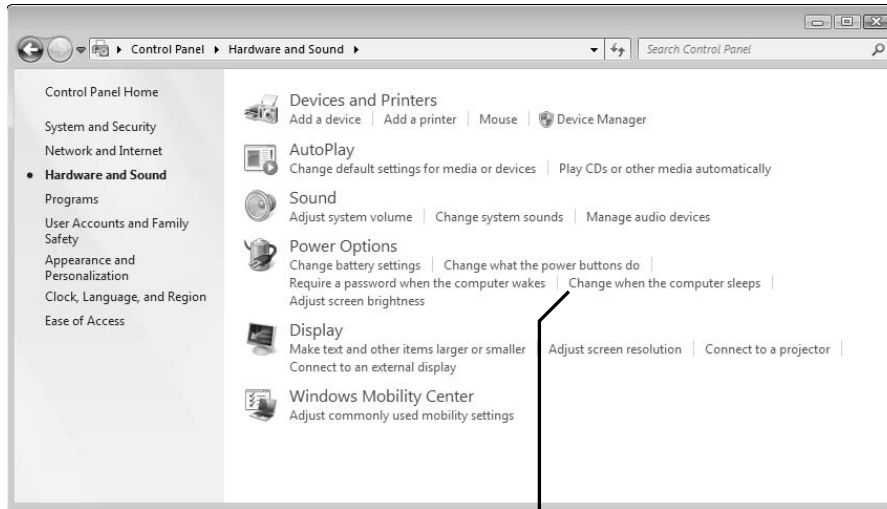 Control Panel Hardware and Sound Search Control Panel
Control Panel Home
System and Security
Network and Internet
Hardware and Sound
Programs
User Accounts and Family
Safety
Appearance and
Personalization
Clock, Language, and Region
Ease of Access
Devices and Printers
Add a device Add a printer Mouse Device Manager
AutoPlay
Change default settings for media or devices Play CDs or other media automatically
Sound
Adjust system volume Change system sounds Manage audio devices
Power Options
Change battery settings Change what the power buttons do
Require a password when the computer wakes Change when the computer sleeps
Adjust screen brightness
Display
Make text and other items larger or smaller Adjust screen resolution Connect to a projector
Connect to an external display
Windows Mobility Center
Adjust commonly used mobility settings